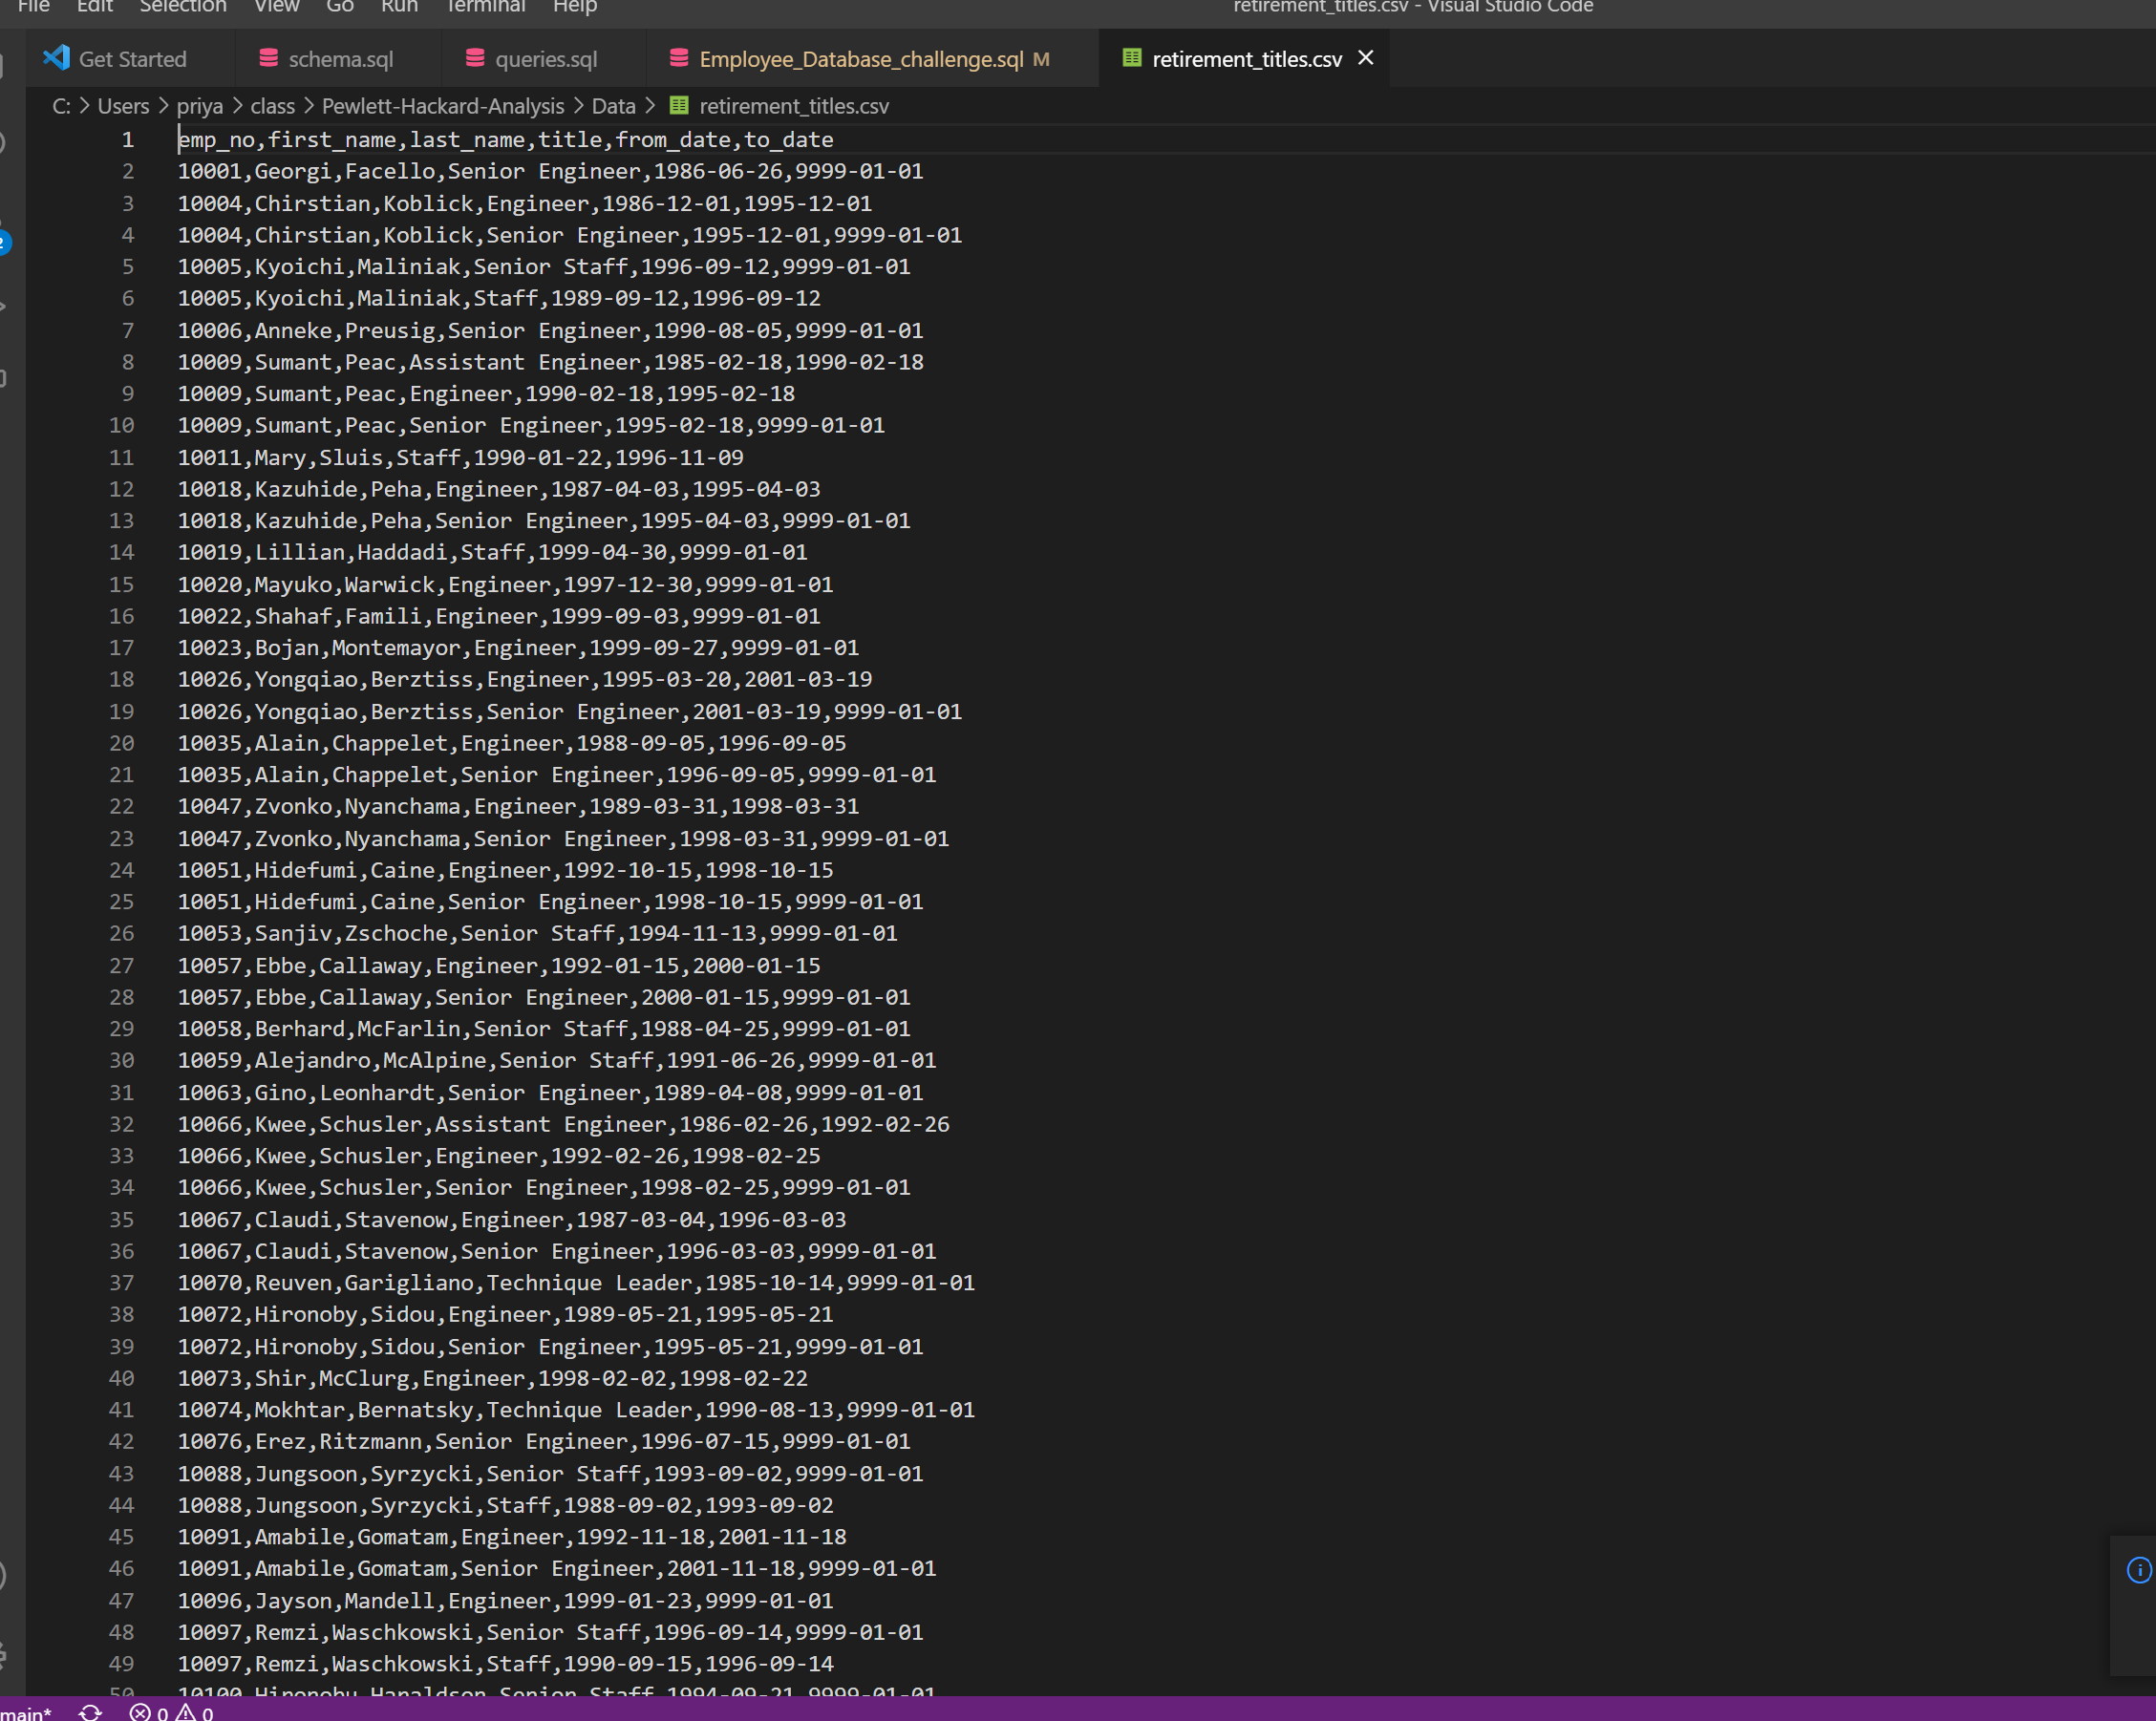 File Edit Selection View Go Run Terminal Help retirement_titles.csv - Visual Studio Code
Get Started schema.sql queries.sql Employee_Database_challenge.sql M retirement_titles.csv
C: > Users > priya > class > Pewlett-Hackard-Analysis > Data > retirement_titles.csv
1 emp_no,first_name,last_name,title,from_date,to_date
2 10001,Georgi,Facello,Senior Engineer,1986-06-26,9999-01-01
3 10004,Chirstian,Koblick,Engineer,1986-12-01,1995-12-01
4 10004,Chirstian,Koblick,Senior Engineer,1995-12-01,9999-01-01
5 10005,Kyoichi,Maliniak,Senior Staff,1996-09-12,9999-01-01
6 10005,Kyoichi,Maliniak,Staff,1989-09-12,1996-09-12
7 10006,Anneke,Preusig,Senior Engineer,1990-08-05,9999-01-01
8 10009,Sumant,Peac,Assistant Engineer,1985-02-18,1990-02-18
9 10009,Sumant,Peac,Engineer,1990-02-18,1995-02-18
10 10009,Sumant,Peac,Senior Engineer,1995-02-18,9999-01-01
11 10011,Mary,Sluis,Staff,1990-01-22,1996-11-09
12 10018,Kazuhide,Peha,Engineer,1987-04-03,1995-04-03
13 10018,Kazuhide,Peha,Senior Engineer,1995-04-03,9999-01-01
14 10019,Lillian,Haddadi,Staff,1999-04-30,9999-01-01
15 10020,Mayuko,Warwick,Engineer,1997-12-30,9999-01-01
16 10022,Shahaf,Famili,Engineer,1999-09-03,9999-01-01
17 10023,Bojan,Montemayor,Engineer,1999-09-27,9999-01-01
18 10026,Yongqiao,Berztiss,Engineer,1995-03-20,2001-03-19
19 10026,Yongqiao,Berztiss,Senior Engineer,2001-03-19,9999-01-01
20 10035,Alain,Chappelet,Engineer,1988-09-05,1996-09-05
21 10035,Alain,Chappelet,Senior Engineer,1996-09-05,9999-01-01
22 10047,Zvonko,Nyanchama,Engineer,1989-03-31,1998-03-31
23 10047,Zvonko,Nyanchama,Senior Engineer,1998-03-31,9999-01-01
24 10051,Hidefumi,Caine,Engineer,1992-10-15,1998-10-15
25 10051,Hidefumi,Caine,Senior Engineer,1998-10-15,9999-01-01
26 10053,Sanjiv,Zschoche,Senior Staff,1994-11-13,9999-01-01
27 10057,Ebbe,Callaway,Engineer,1992-01-15,2000-01-15
28 10057,Ebbe,Callaway,Senior Engineer,2000-01-15,9999-01-01
29 10058,Berhard,McFarlin,Senior Staff,1988-04-25,9999-01-01
30 10059,Alejandro,McAlpine,Senior Staff,1991-06-26,9999-01-01
31 10063,Gino,Leonhardt,Senior Engineer,1989-04-08,9999-01-01
32 10066,Kwee,Schusler,Assistant Engineer,1986-02-26,1992-02-26
33 10066,Kwee,Schusler,Engineer,1992-02-26,1998-02-25
34 10066,Kwee,Schusler,Senior Engineer,1998-02-25,9999-01-01
35 10067,Claudi,Stavenow,Engineer,1987-03-04,1996-03-03
36 10067,Claudi,Stavenow,Senior Engineer,1996-03-03,9999-01-01
37 10070,Reuven,Garigliano,Technique Leader,1985-10-14,9999-01-01
38 10072,Hironoby,Sidou,Engineer,1989-05-21,1995-05-21
39 10072,Hironoby,Sidou,Senior Engineer,1995-05-21,9999-01-01
40 10073,Shir,McClurg,Engineer,1998-02-02,1998-02-22
41 10074,Mokhtar,Bernatsky,Technique Leader,1990-08-13,9999-01-01
42 10076,Erez,Ritzmann,Senior Engineer,1996-07-15,9999-01-01
43 10088,Jungsoon,Syrzycki,Senior Staff,1993-09-02,9999-01-01
44 10088,Jungsoon,Syrzycki,Staff,1988-09-02,1993-09-02
45 10091,Amabile,Gomatam,Engineer,1992-11-18,2001-11-18
46 10091,Amabile,Gomatam,Senior Engineer,2001-11-18,9999-01-01
47 10096,Jayson,Mandell,Engineer,1999-01-23,9999-01-01
48 10097,Remzi,Waschkowski,Senior Staff,1996-09-14,9999-01-01
49 10097,Remzi,Waschkowski,Staff,1990-09-15,1996-09-14
50 10100,Hironobu,Haraldson,Senior Staff,1994-09-21,9999-01-01
main* 0 0